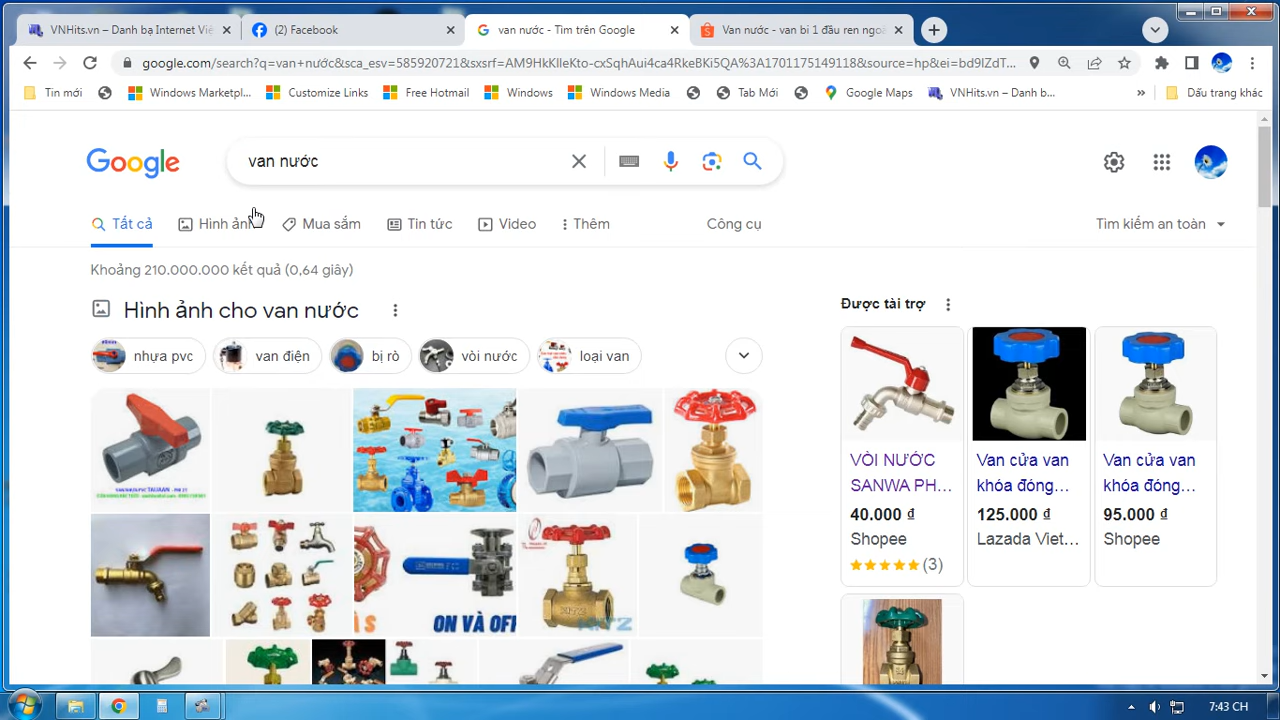 VNHits.vn – Danh bạ Internet Việ
(2) Facebook
van nước - Tìm trên Google
Van nước - van bi 1 đầu ren ngoà
google.com/search?q=van+nước&sca_esv=585920721&sxsrf=AM9HkKlleKto-cxSqhAui4ca4RkeBKi5QA%3A1701175149118&source=hp&ei=bd9lZdT...
Tin mới
Windows Marketpl...
Customize Links
Free Hotmail
Windows
Windows Media
Tab Mới
Google Maps
VNHits.vn – Danh b...
»
Dấu trang khác
Google
van nước
Tất cả
Hình ảnh
Mua sắm
Tin tức
Video
Thêm
Công cụ
Tìm kiếm an toàn
Khoảng 210.000.000 kết quả (0,64 giây)
Hình ảnh cho van nước
nhựa pvc
van điện
bị rò
vòi nước
loại van
Được tài trợ
VÒI NƯỚC
SANWA PH...
40.000 ₫
Shopee
(3)
Van cửa van
khóa đóng...
125.000 ₫
Lazada Viet...
Van cửa van
khóa đóng...
95.000 ₫
Shopee
ON VÀ OFF
7:43 CH